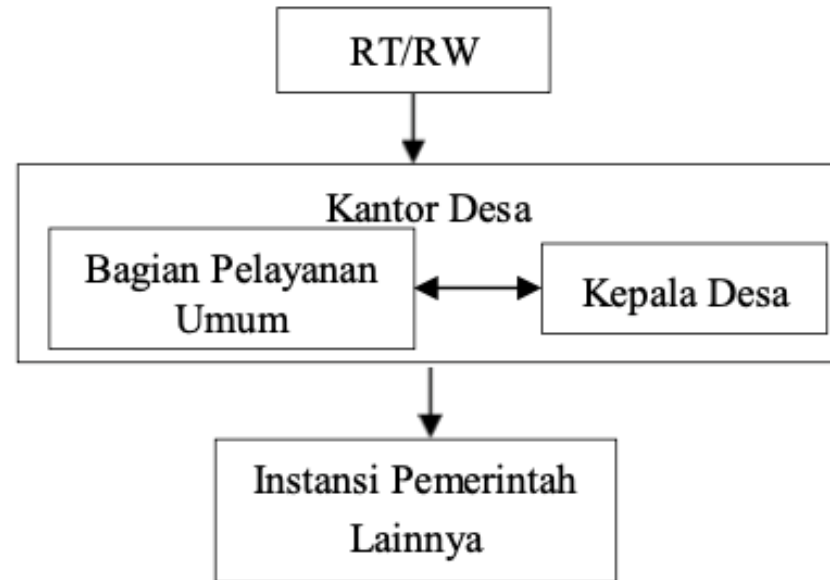 RT/RW
Kantor Desa
Bagian Pelayanan
Umum
Kepala Desa
Instansi Pemerintah
Lainnya